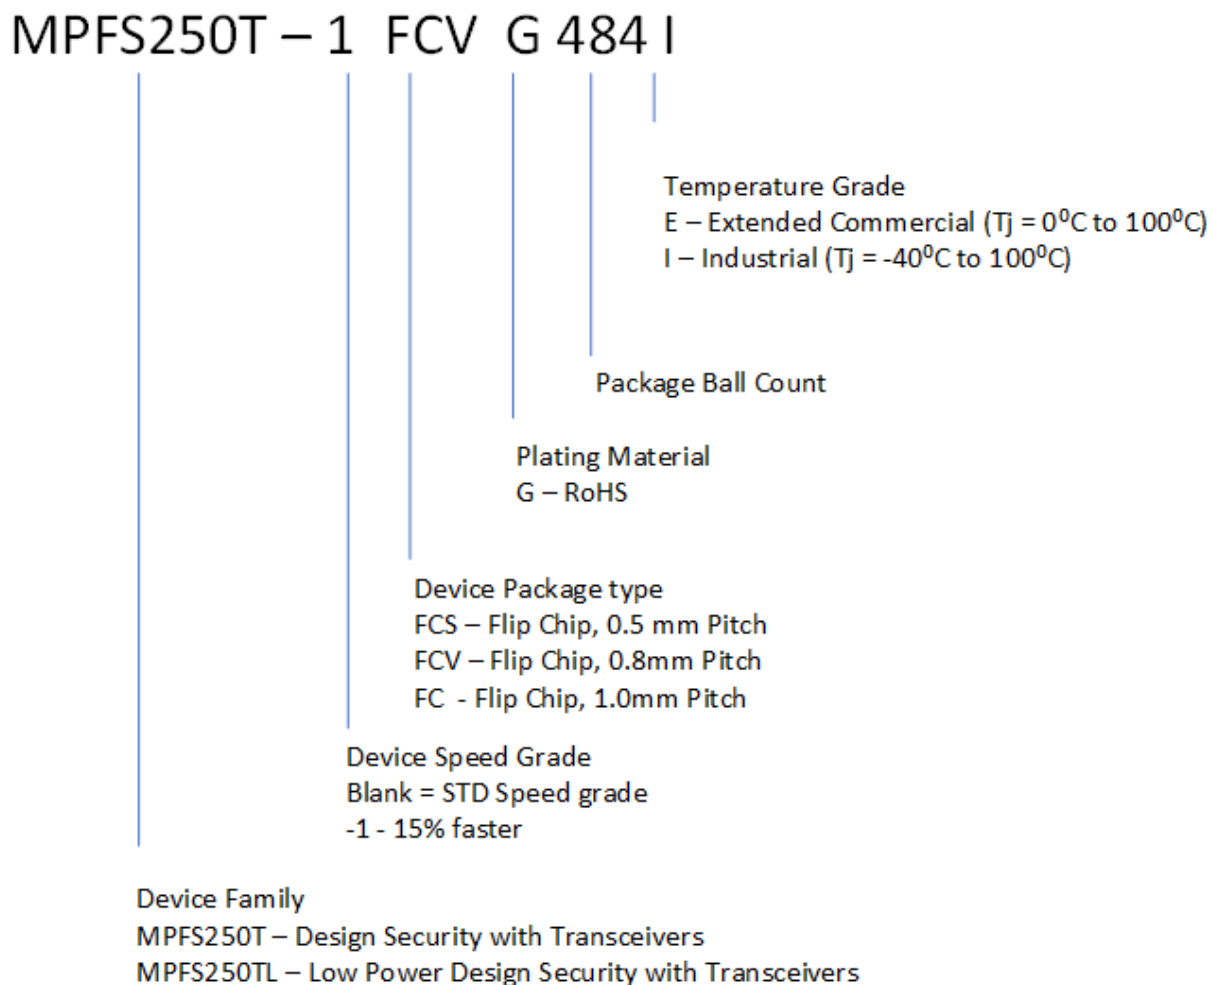 MPFS250T – 1 FCV G 484 I
Temperature Grade
E – Extended Commercial (Tj = 0⁰C to 100⁰C)
I – Industrial (Tj = -40⁰C to 100⁰C)
Package Ball Count
Plating Material
G – RoHS
Device Package type
FCS – Flip Chip, 0.5 mm Pitch
FCV – Flip Chip, 0.8mm Pitch
FC - Flip Chip, 1.0mm Pitch
Device Speed Grade
Blank = STD Speed grade
-1 - 15% faster
Device Family
MPFS250T – Design Security with Transceivers
MPFS250TL – Low Power Design Security with Transceivers